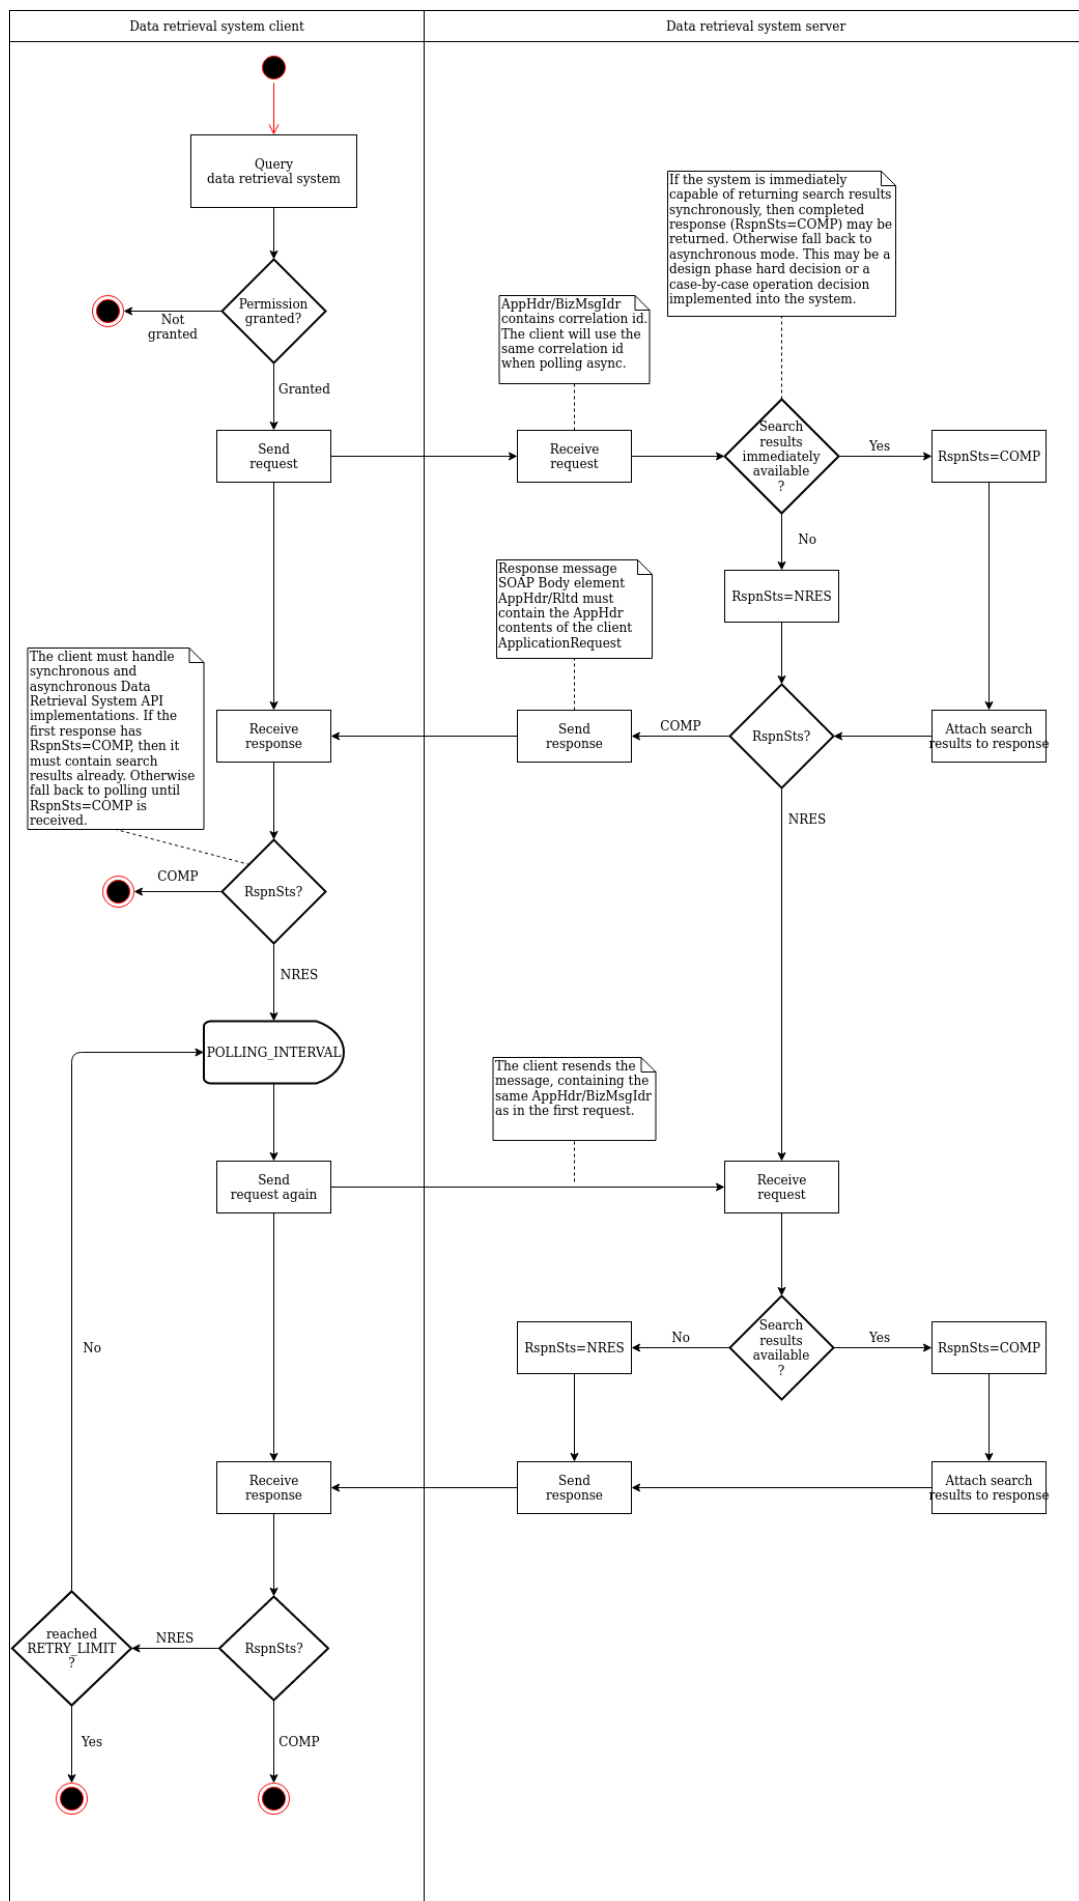 Data retrieval system client
Data retrieval system server
Query
data retrieval system
If the system is immediately
capable of returning search results
synchronously, then completed
response (RspnSts=COMP) may be
returned. Otherwise fall back to
asynchronous mode. This may be a
design phase hard decision or a
case-by-case operation decision
implemented into the system.
Permission
granted?
Not
granted
AppHdr/BizMsgIdr
contains correlation id.
The client will use the
same correlation id
when polling async.
Granted
Send
request
Receive
request
Search
results
immediately
available
?
Yes
RspnSts=COMP
No
Response message
SOAP Body element
AppHdr/Rltd must
contain the AppHdr
contents of the client
ApplicationRequest
RspnSts=NRES
The client must handle
synchronous and
asynchronous Data
Retrieval System API
implementations. If the
first response has
RspnSts=COMP, then it
must contain search
results already. Otherwise
fall back to polling until
RspnSts=COMP is
received.
Receive
response
Send
response
COMP
RspnSts?
Attach search
results to response
NRES
COMP
RspnSts?
NRES
POLLING_INTERVAL
The client resends the
message, containing the
same AppHdr/BizMsgIdr
as in the first request.
Send
request again
Receive
request
No
RspnSts=NRES
No
Search
results
available
?
Yes
RspnSts=COMP
Receive
response
Send
response
Attach search
results to response
reached
RETRY_LIMIT
?
NRES
RspnSts?
Yes
COMP